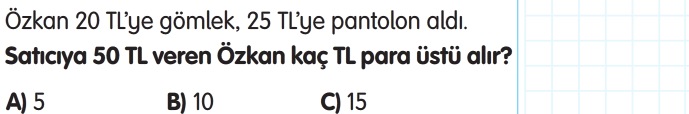 Özkan 20 TL'ye gömlek, 25 TL'ye pantolon aldı.
Satıcıya 50 TL veren Özkan kaç TL para üstü alır?
A) 5 B) 10 C) 15